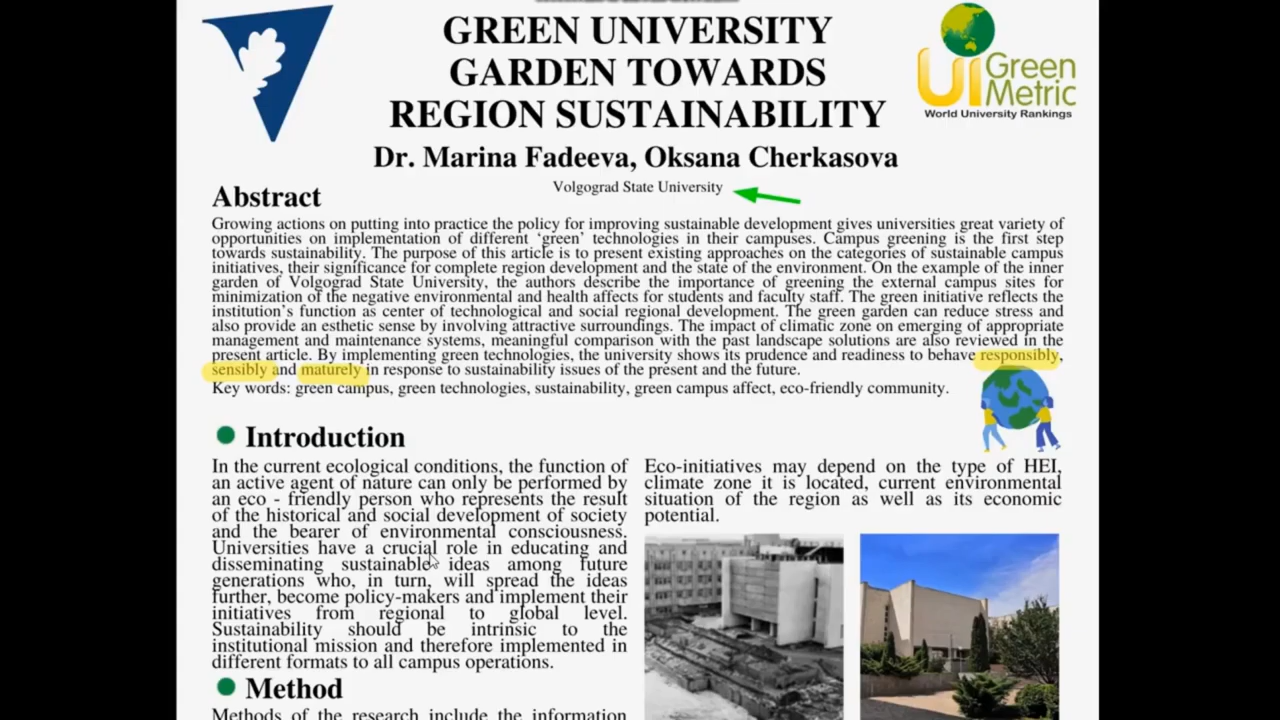 GREEN UNIVERSITY
GARDEN TOWARDS
REGION SUSTAINABILITY
UI Green
Metric
World University Rankings
Dr. Marina Fadeeva, Oksana Cherkasova
Volgograd State University
Abstract
Growing actions on putting into practice the policy for improving sustainable development gives universities great variety of
opportunities on implementation of different ‘green’ technologies in their campuses. Campus greening is the first step
towards sustainability. The purpose of this article is to present existing approaches on the categories of sustainable campus
initiatives, their significance for complete region development and the state of the environment. On the example of the inner
garden of Volgograd State University, the authors describe the importance of greening the external campus sites for
minimization of the negative environmental and health affects for students and faculty staff. The green initiative reflects the
institution’s function as center of technological and social regional development. The green garden can reduce stress and
also provide an esthetic sense by involving attractive surroundings. The impact of climatic zone on emerging of appropriate
management and maintenance systems, meaningful comparison with the past landscape solutions are also reviewed in the
present article. By implementing green technologies, the university shows its prudence and readiness to behave responsibly,
sensibly and maturely in response to sustainability issues of the present and the future.
Key words: green campus, green technologies, sustainability, green campus affect, eco-friendly community.
Introduction
In the current ecological conditions, the function of
an active agent of nature can only be performed by
an eco - friendly person who represents the result
of the historical and social development of society
and the bearer of environmental consciousness.
Universities have a crucial role in educating and
disseminating sustainable ideas among future
generations who, in turn, will spread the ideas
further, become policy-makers and implement their
initiatives from regional to global level.
Sustainability should be intrinsic to the
institutional mission and therefore implemented in
different formats to all campus operations.
Method
Methods of the research include the information
Eco-initiatives may depend on the type of HEI,
climate zone it is located, current environmental
situation of the region as well as its economic
potential.